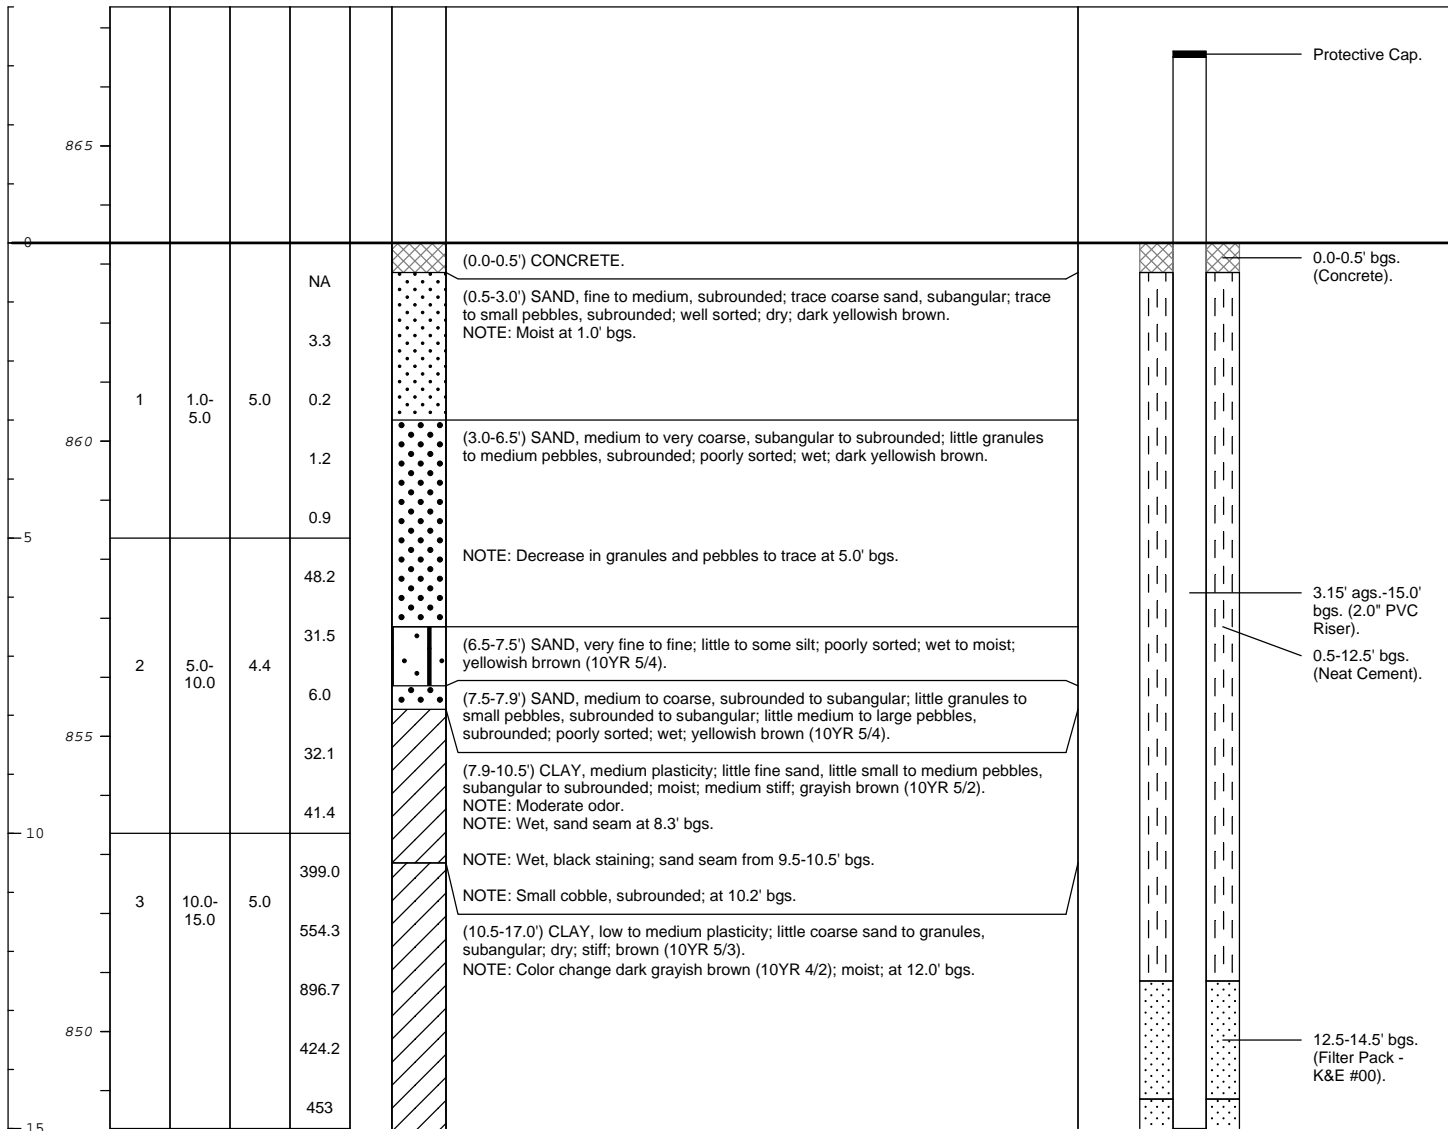 Protective Cap.
865
0
(0.0-0.5') CONCRETE.
0.0-0.5' bgs.
(Concrete).
NA
(0.5-3.0') SAND, fine to medium, subrounded; trace coarse sand, subangular; trace
to small pebbles, subrounded; well sorted; dry; dark yellowish brown.
NOTE: Moist at 1.0' bgs.
3.3
1
1.0-
5.0
5.0
0.2
860
(3.0-6.5') SAND, medium to very coarse, subangular to subrounded; little granules
to medium pebbles, subrounded; poorly sorted; wet; dark yellowish brown.
1.2
0.9
5
NOTE: Decrease in granules and pebbles to trace at 5.0' bgs.
48.2
3.15' ags.-15.0'
bgs. (2.0" PVC
Riser).
31.5
(6.5-7.5') SAND, very fine to fine; little to some silt; poorly sorted; wet to moist;
yellowish brrown (10YR 5/4).
0.5-12.5' bgs.
(Neat Cement).
2
5.0-
10.0
4.4
6.0
(7.5-7.9') SAND, medium to coarse, subrounded to subangular; little granules to
small pebbles, subrounded to subangular; little medium to large pebbles,
subrounded; poorly sorted; wet; yellowish brown (10YR 5/4).
855
32.1
(7.9-10.5') CLAY, medium plasticity; little fine sand, little small to medium pebbles,
subangular to subrounded; moist; medium stiff; grayish brown (10YR 5/2).
NOTE: Moderate odor.
NOTE: Wet, sand seam at 8.3' bgs.
41.4
10
NOTE: Wet, black staining; sand seam from 9.5-10.5' bgs.
399.0
NOTE: Small cobble, subrounded; at 10.2' bgs.
3
10.0-
15.0
5.0
554.3
(10.5-17.0') CLAY, low to medium plasticity; little coarse sand to granules,
subangular; dry; stiff; brown (10YR 5/3).
NOTE: Color change dark grayish brown (10YR 4/2); moist; at 12.0' bgs.
896.7
850
12.5-14.5' bgs.
(Filter Pack -
K&E #00).
424.2
453
15